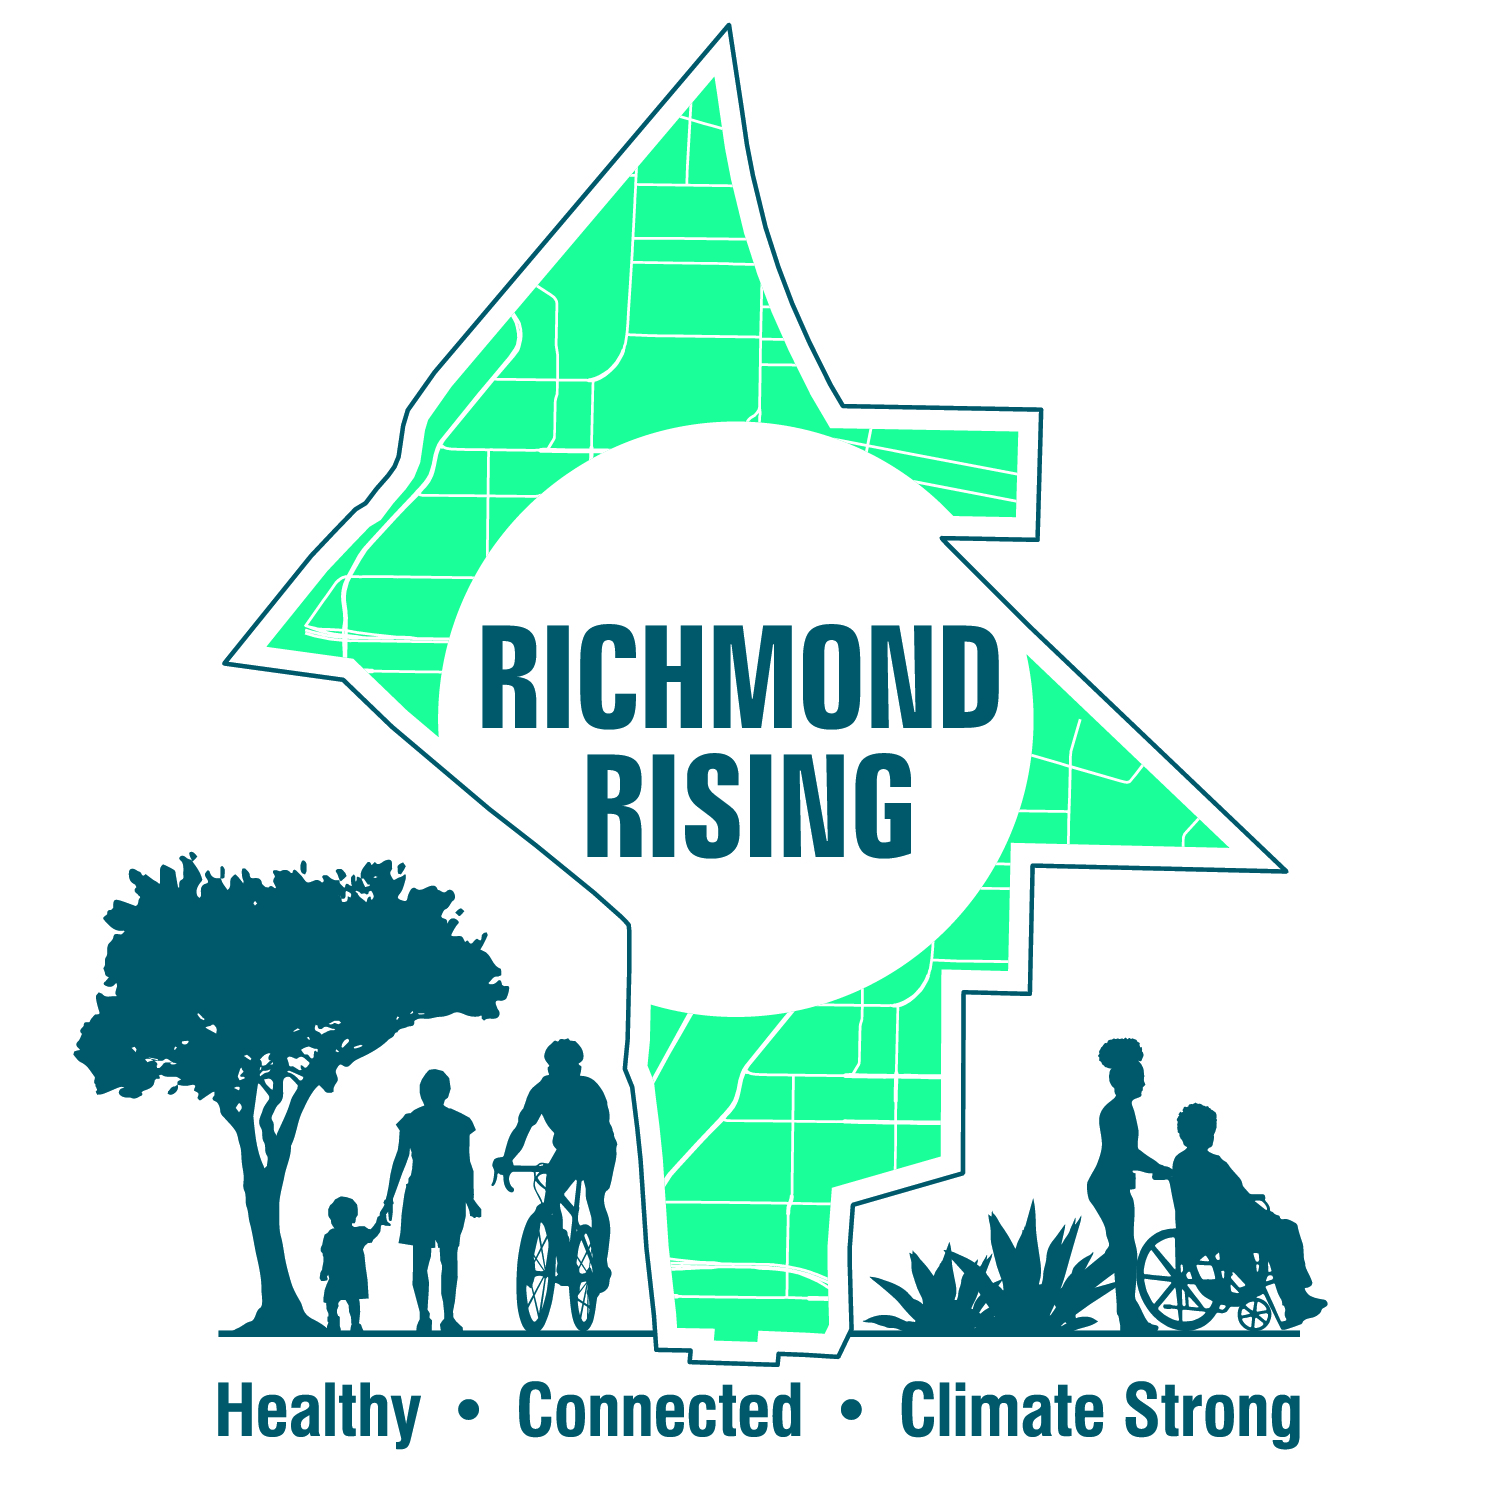 RICHMOND
RISING
Healthy • Connected • Climate Strong